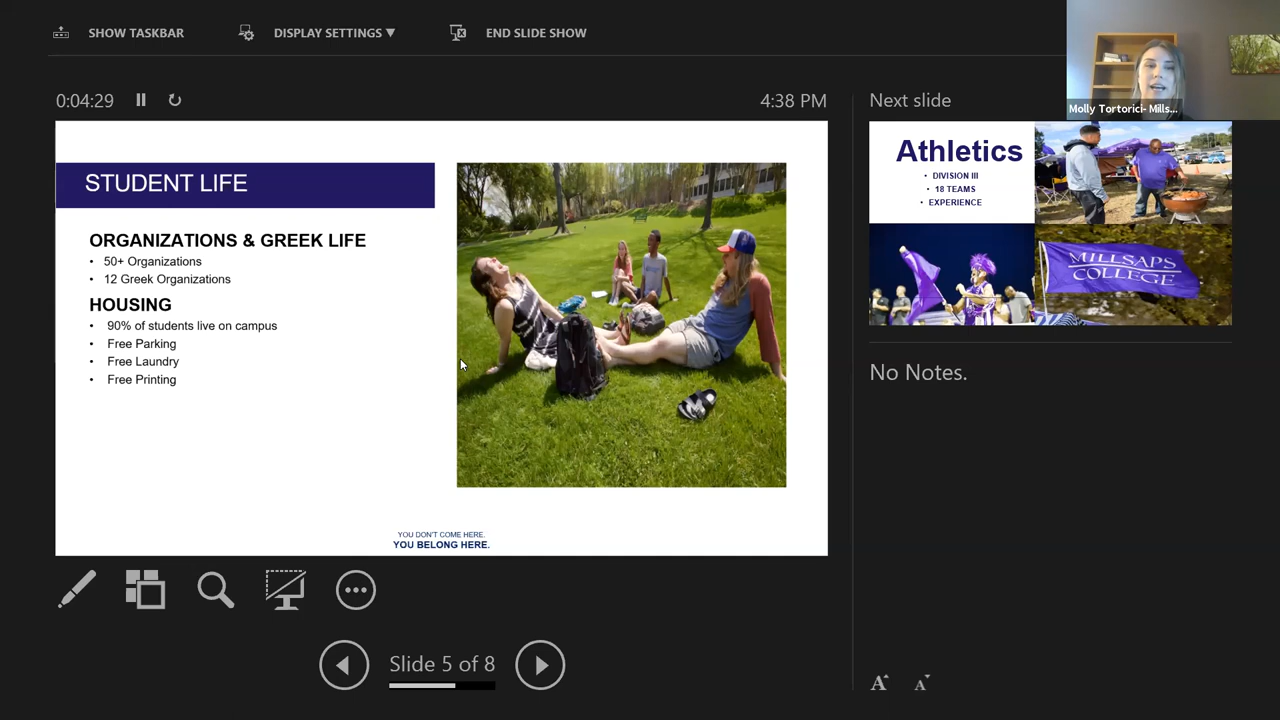 SHOW TASKBAR
DISPLAY SETTINGS ▼
END SLIDE SHOW
Molly Tortorici- Mills...
0:04:29
4:38 PM
Next slide
STUDENT LIFE
ORGANIZATIONS & GREEK LIFE
• 50+ Organizations
• 12 Greek Organizations
HOUSING
• 90% of students live on campus
• Free Parking
• Free Laundry
• Free Printing
YOU DON'T COME HERE.
YOU BELONG HERE.
Athletics
• DIVISION III
• 18 TEAMS
• EXPERIENCE
MILLSAPS
COLLEGE
No Notes.
Slide 5 of 8
A A